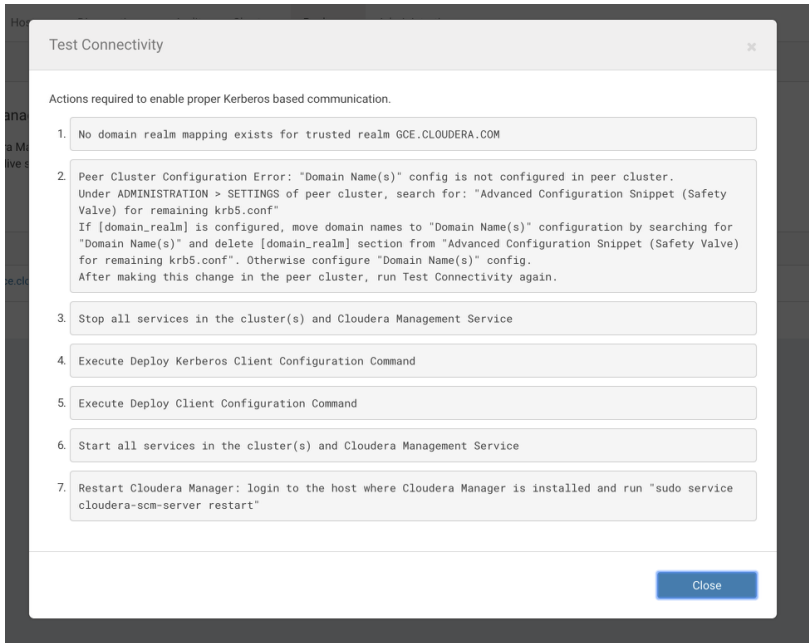 Test Connectivity
×
Actions required to enable proper Kerberos based communication.
1. No domain realm mapping exists for trusted realm GCE.CLOUDERA.COM
2. Peer Cluster Configuration Error: "Domain Name(s)" config is not configured in peer cluster.
Under ADMINISTRATION > SETTINGS of peer cluster, search for: "Advanced Configuration Snippet (Safety
Valve) for remaining krb5.conf"
If [domain_realm] is configured, move domain names to "Domain Name(s)" configuration by searching for
"Domain Name(s)" and delete [domain_realm] section from "Advanced Configuration Snippet (Safety Valve)
for remaining krb5.conf". Otherwise configure "Domain Name(s)" config.
After making this change in the peer cluster, run Test Connectivity again.
3. Stop all services in the cluster(s) and Cloudera Management Service
4. Execute Deploy Kerberos Client Configuration Command
5. Execute Deploy Client Configuration Command
6. Start all services in the cluster(s) and Cloudera Management Service
7. Restart Cloudera Manager: login to the host where Cloudera Manager is installed and run "sudo service
cloudera-scm-server restart"
Close